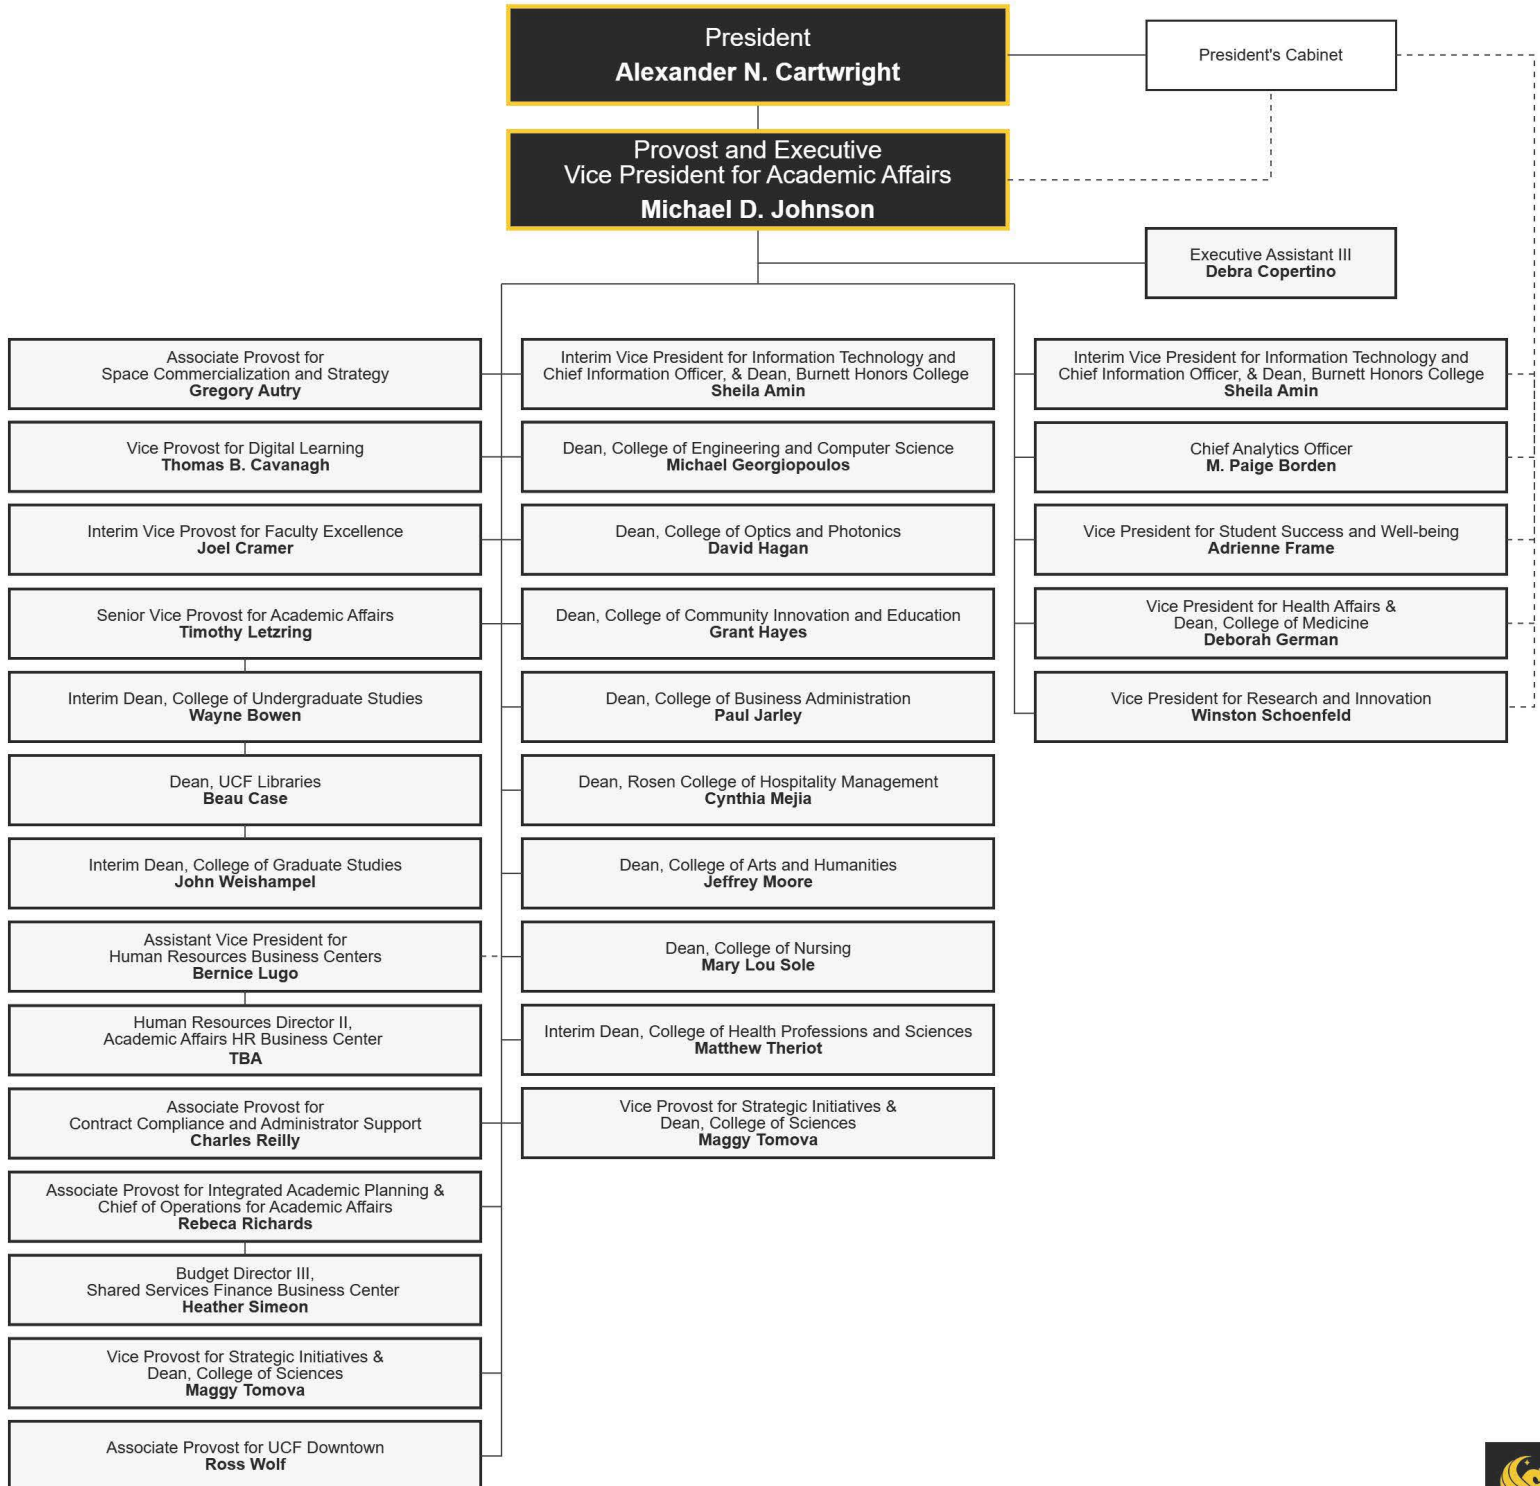 President
Alexander N. Cartwright
President's Cabinet
Provost and Executive
Vice President for Academic Affairs
Michael D. Johnson
Executive Assistant III
Debra Copertino
Associate Provost for
Space Commercialization and Strategy
Gregory Autry
Vice Provost for Digital Learning
Thomas B. Cavanagh
Interim Vice Provost for Faculty Excellence
Joel Cramer
Senior Vice Provost for Academic Affairs
Timothy Letzring
Interim Dean, College of Undergraduate Studies
Wayne Bowen
Dean, UCF Libraries
Beau Case
Interim Dean, College of Graduate Studies
John Weishampel
Assistant Vice President for
Human Resources Business Centers
Bernice Lugo
Human Resources Director II,
Academic Affairs HR Business Center
TBA
Associate Provost for
Contract Compliance and Administrator Support
Charles Reilly
Associate Provost for Integrated Academic Planning &
Chief of Operations for Academic Affairs
Rebeca Richards
Budget Director III,
Shared Services Finance Business Center
Heather Simeon
Vice Provost for Strategic Initiatives &
Dean, College of Sciences
Maggy Tomova
Associate Provost for UCF Downtown
Ross Wolf
Interim Vice President for Information Technology and
Chief Information Officer, & Dean, Burnett Honors College
Sheila Amin
Dean, College of Engineering and Computer Science
Michael Georgiopoulos
Dean, College of Optics and Photonics
David Hagan
Dean, College of Community Innovation and Education
Grant Hayes
Dean, College of Business Administration
Paul Jarley
Dean, Rosen College of Hospitality Management
Cynthia Mejia
Dean, College of Arts and Humanities
Jeffrey Moore
Dean, College of Nursing
Mary Lou Sole
Interim Dean, College of Health Professions and Sciences
Matthew Theriot
Vice Provost for Strategic Initiatives &
Dean, College of Sciences
Maggy Tomova
Interim Vice President for Information Technology and
Chief Information Officer, & Dean, Burnett Honors College
Sheila Amin
Chief Analytics Officer
M. Paige Borden
Vice President for Student Success and Well-being
Adrienne Frame
Vice President for Health Affairs &
Dean, College of Medicine
Deborah German
Vice President for Research and Innovation
Winston Schoenfeld